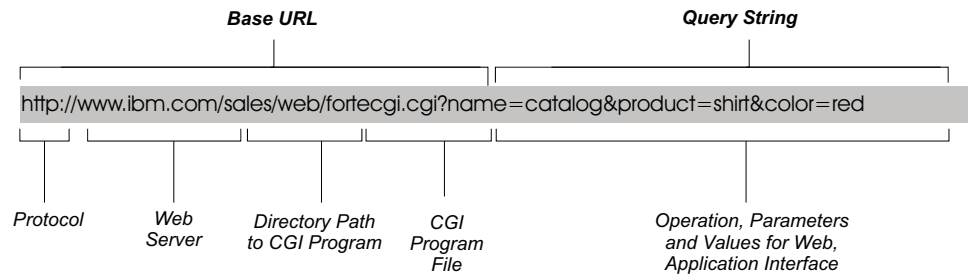 Base URL
Query String
http://www.ibm.com/sales/web/fortecgi.cgi?name=catalog&product=shirt&color=red
Protocol
Web
Server
Directory Path
to CGI Program
CGI
Program
File
Operation, Parameters
and Values for Web,
Application Interface